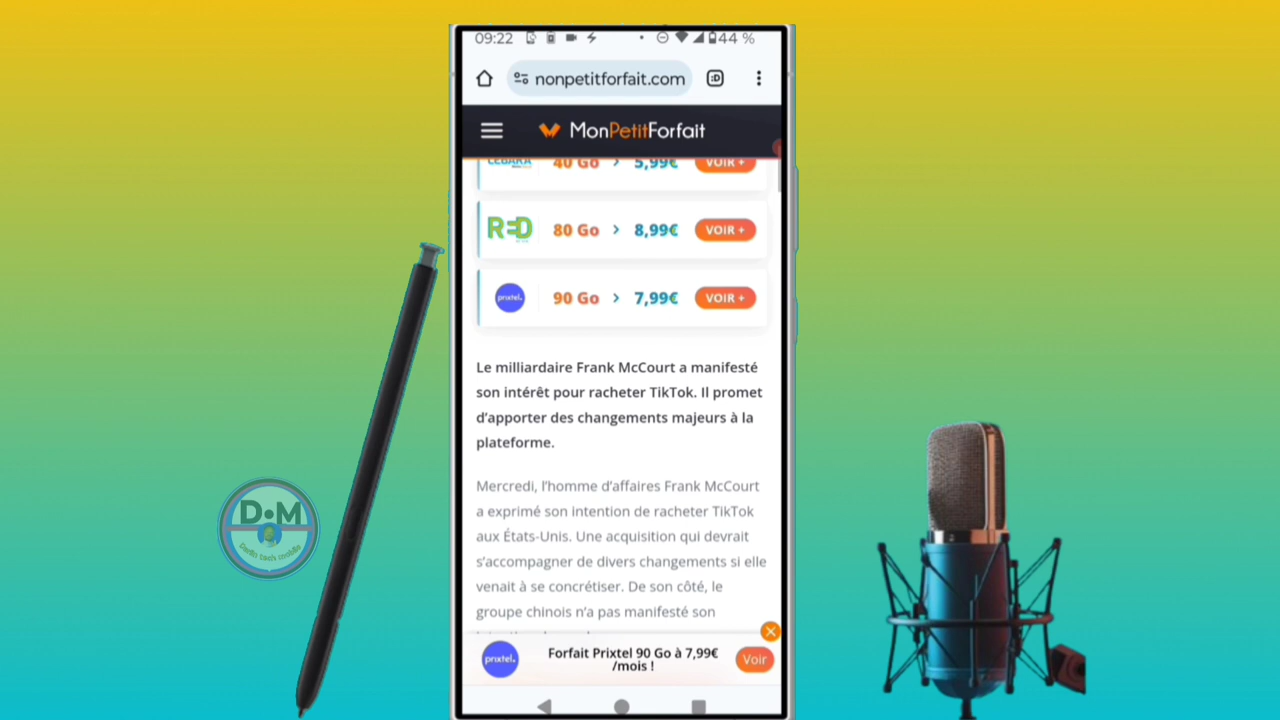 09:22
44 %
nonpetitforfait.com
:D
MonPetitForfait
LEBARA 40 Go > 5,99€ VOIR +
RED 80 Go > 8,99€ VOIR +
prixtel. 90 Go > 7,99€ VOIR +
Le milliardaire Frank McCourt a manifesté
son intérêt pour racheter TikTok. Il promet
d’apporter des changements majeurs à la
plateforme.
Mercredi, l’homme d’affaires Frank McCourt
a exprimé son intention de racheter TikTok
aux États-Unis. Une acquisition qui devrait
s’accompagner de divers changements si elle
venait à se concrétiser. De son côté, le
groupe chinois n’a pas manifesté son
prixtel.
Forfait Prixtel 90 Go à 7,99€
/mois !
Voir
D•M